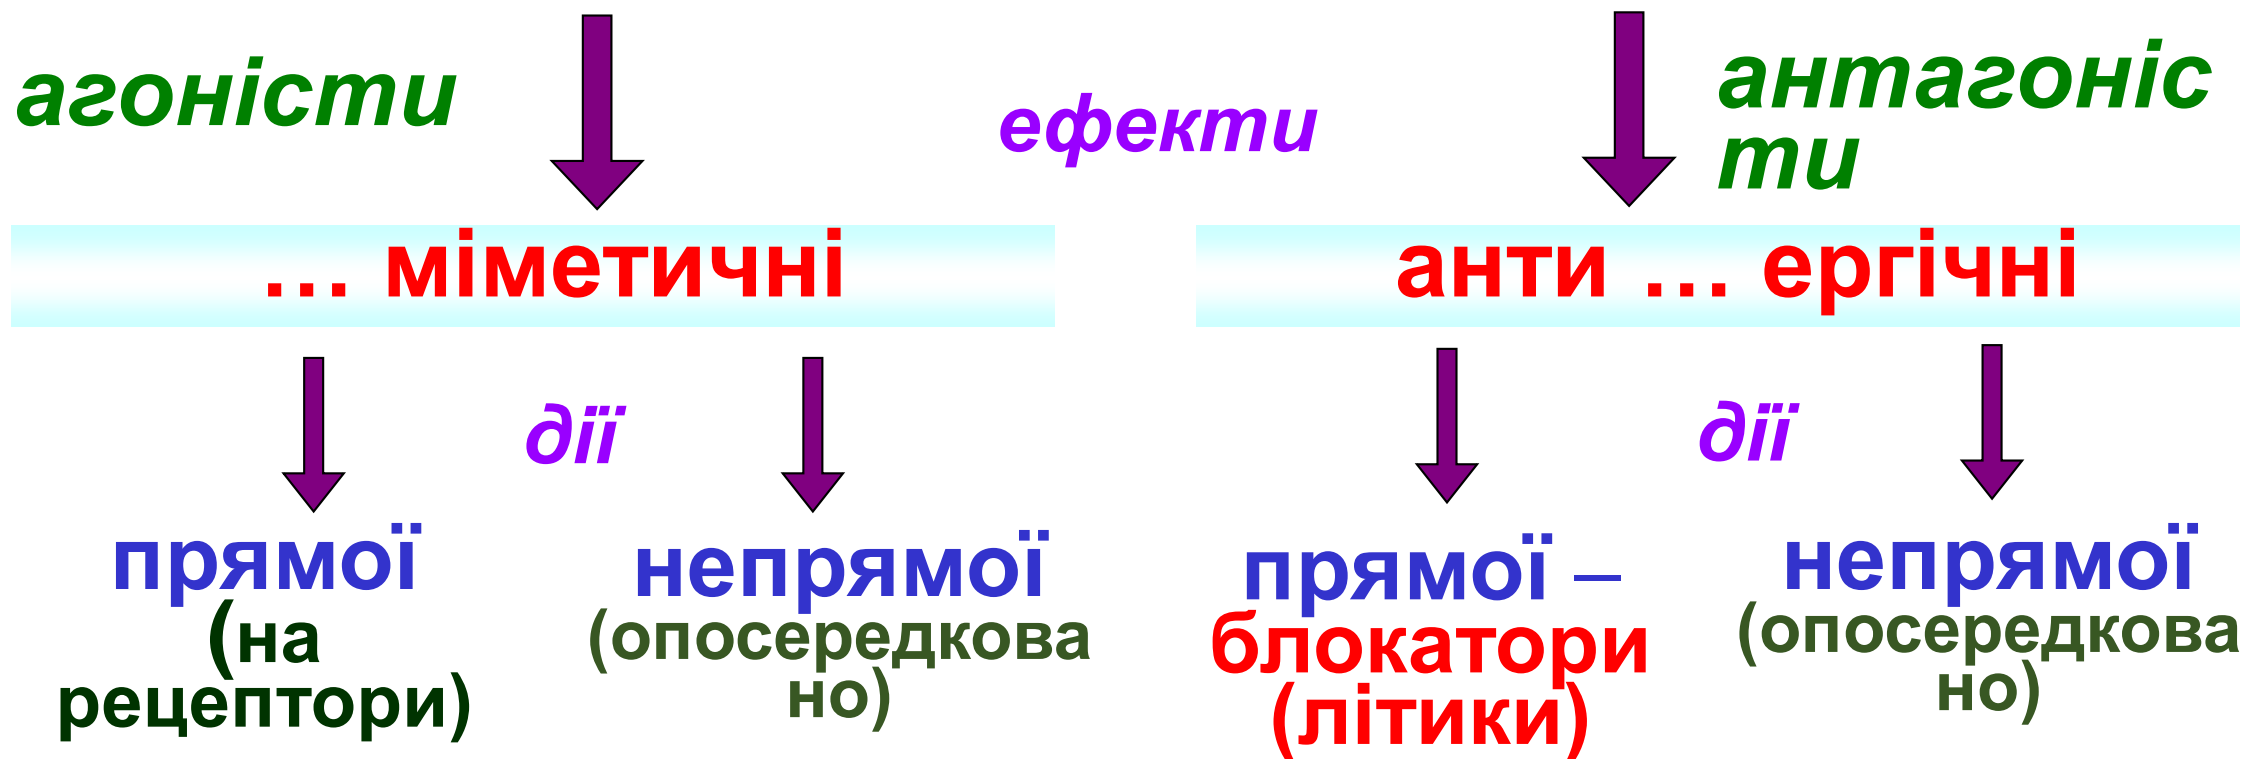 агоністи
ефекти
антагоніс
ти
… міметичні
анти … ергічні
дії
дії
прямої
(на
рецептори)
непрямої
(опосередкова
но)
прямої –
блокатори
(літики)
непрямої
(опосередкова
но)